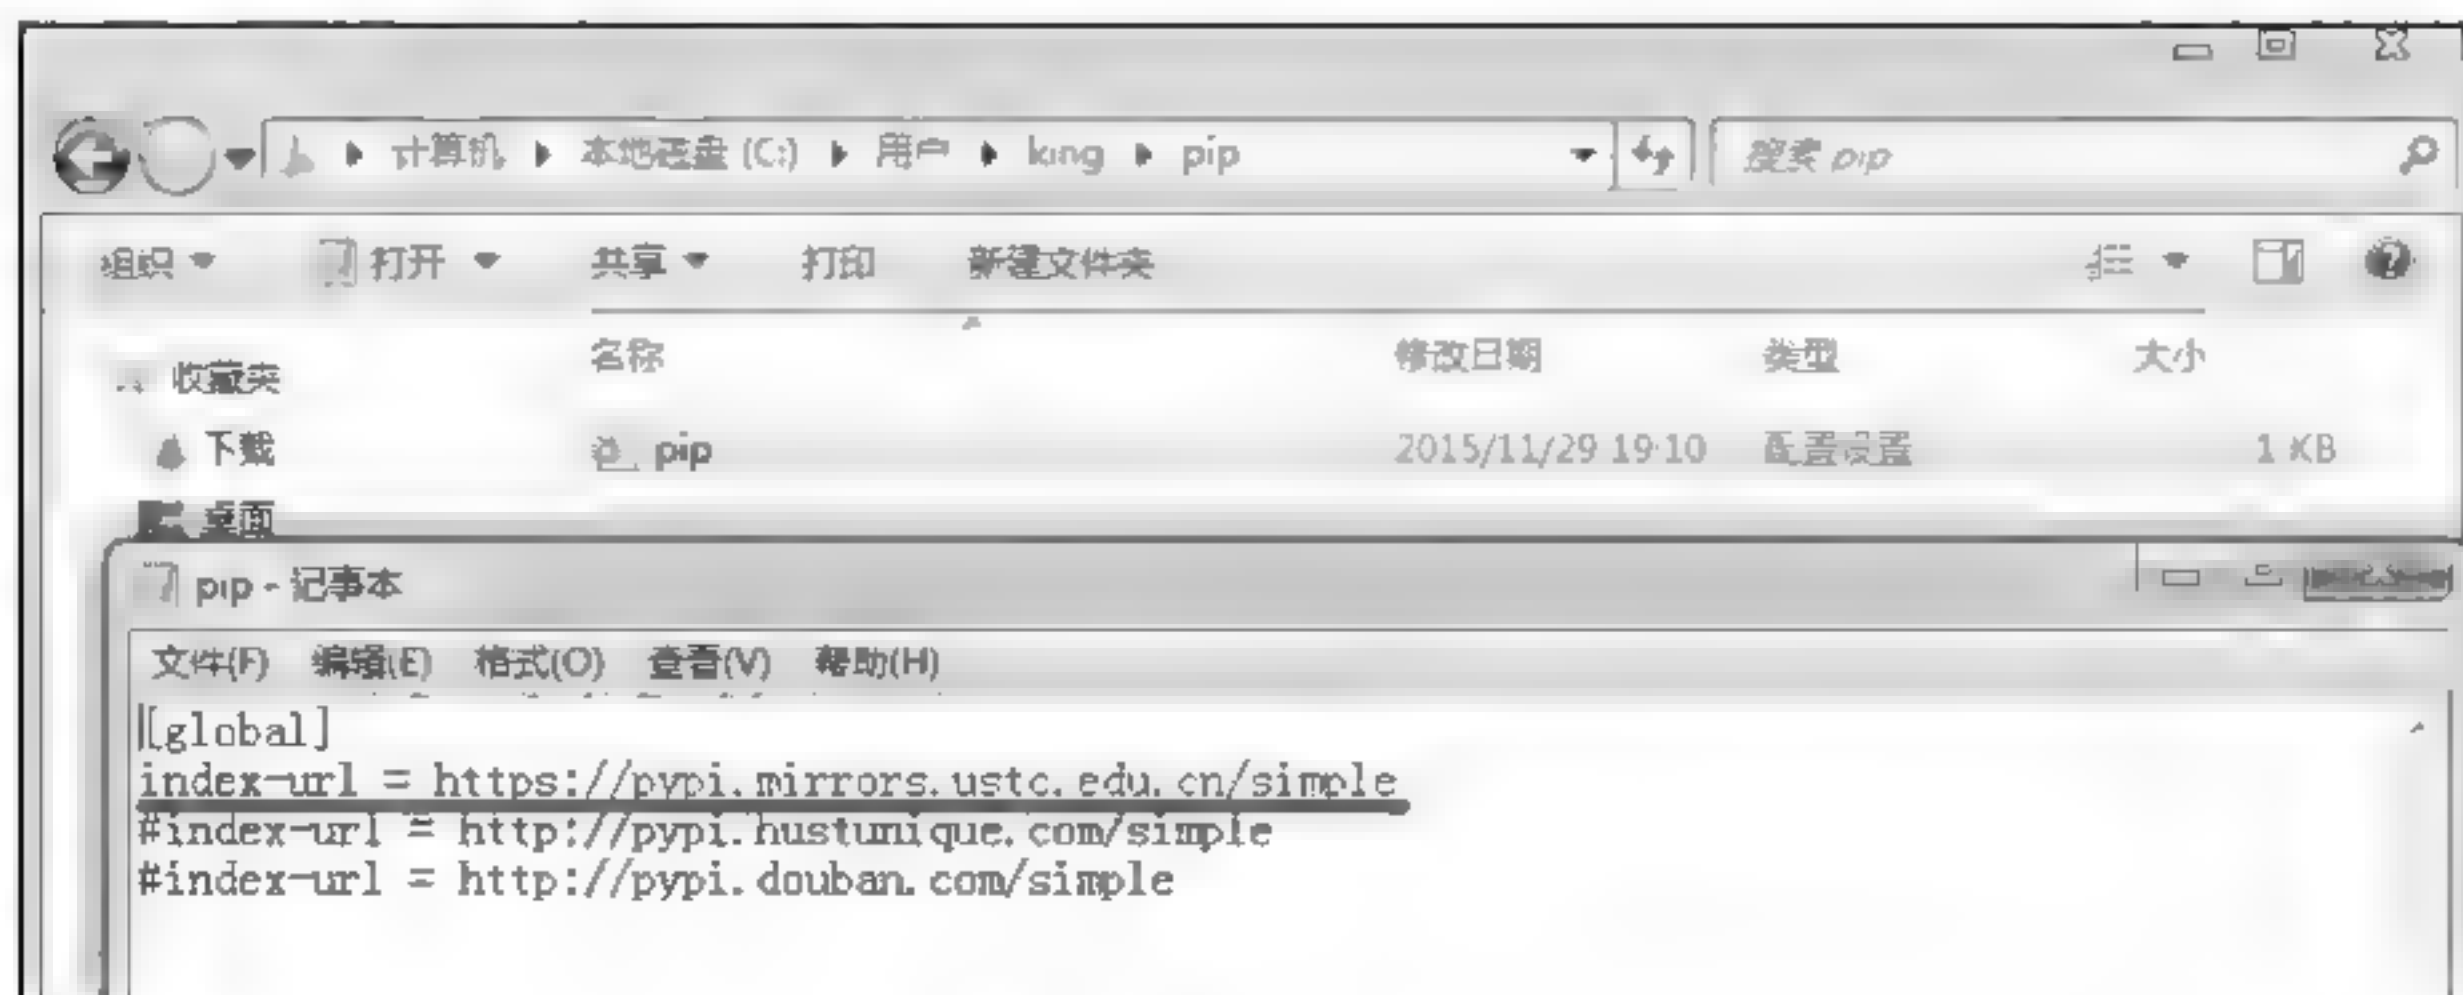 计算机 本地磁盘 (C:) 用户 king pip 搜索 pip
组织 打开 共享 打印 新建文件夹
名称 修改日期 类型 大小
收藏夹
下载 pip 2015/11/29 19:10 配置设置 1 KB
桌面
pip - 记事本
文件(F) 编辑(E) 格式(O) 查看(V) 帮助(H)
[global]
index-url = https://pypi.mirrors.ustc.edu.cn/simple
#index-url = http://pypi.hustunique.com/simple
#index-url = http://pypi.douban.com/simple